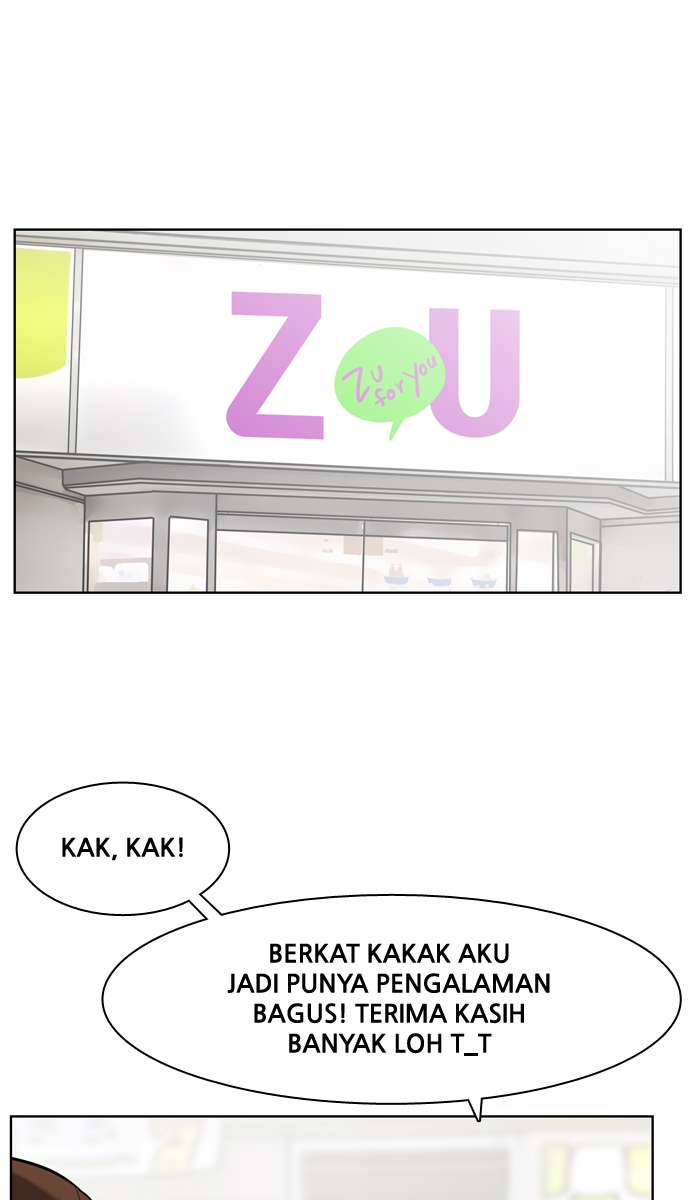 Z U
Zu
for you
KAK, KAK!
BERKAT KAKAK AKU
JADI PUNYA PENGALAMAN
BAGUS! TERIMA KASIH
BANYAK LOH T_T